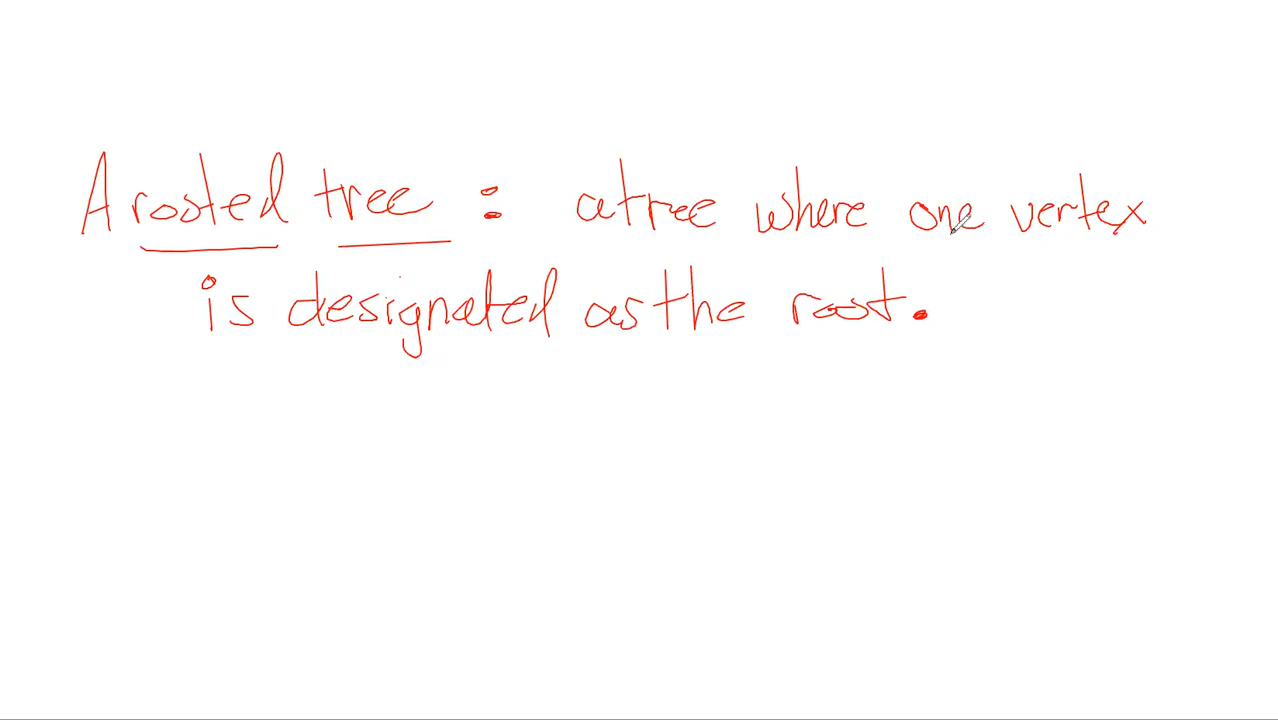 A rooted tree : a tree where one vertex
is designated as the root.